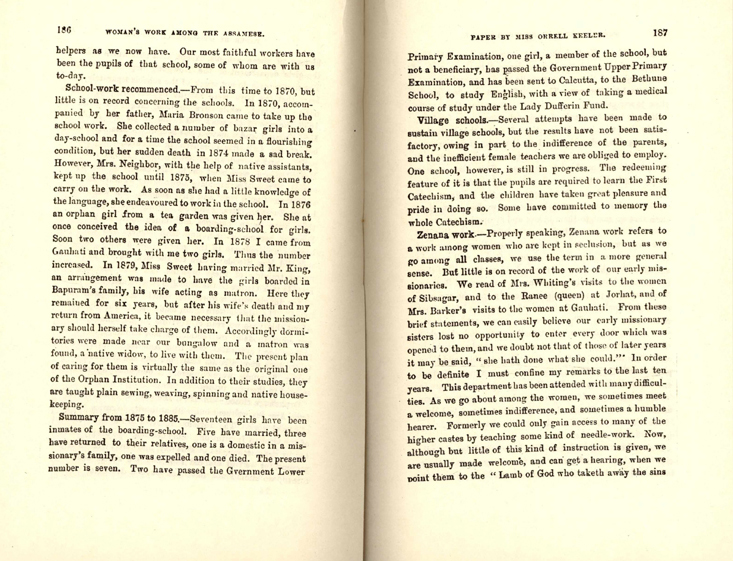 186 WOMAN'S WORK AMONG THE ASSAMESE.
helpers as we now have. Our most faithful workers have
been the pupils of that school, some of whom are with us
to-day.
School-work recommenced.—From this time to 1870, but
little is on record concerning the schools. In 1870, accom-
panied by her father, Maria Bronson came to take up the
school work. She collected a number of bazar girls into a
day-school and for a time the school seemed in a flourishing
condition, but her sudden death in 1874 made a sad break.
However, Mrs. Neighbor, with the help of native assistants,
kept up the school until 1875, when Miss Sweet came to
carry on the work. As soon as she had a little knowledge of
the language, she endeavoured to work in the school. In 1876
an orphan girl from a tea garden was given her. She at
once conceived the idea of a boarding-school for girls.
Soon two others were given her. In 1878 I came from
Gauhati and brought with me two girls. Thus the number
increased. In 1879, Miss Sweet having married Mr. King,
an arrangement was made to have the girls boarded in
Bapuram's family, his wife acting as matron. Here they
remained for six years, but after his wife's death and my
return from America, it became necessary that the mission-
ary should herself take charge of them. Accordingly dormi-
tories were made near our bungalow and a matron was
found, a native widow, to live with them. The present plan
of caring for them is virtually the same as the original one
of the Orphan Institution. In addition to their studies, they
are taught plain sewing, weaving, spinning and native house-
keeping.
Summary from 1875 to 1885.—Seventeen girls have been
inmates of the boarding-school. Five have married, three
have returned to their relatives, one is a domestic in a mis-
sionary's family, one was expelled and one died. The present
number is seven. Two have passed the Gvernment Lower
PAPER BY MISS ORRELL KEELER. 187
Primary Examination, one girl, a member of the school, but
not a beneficiary, has passed the Government Upper Primary
Examination, and has been sent to Calcutta, to the Bethune
School, to study English, with a view of taking a medical
course of study under the Lady Dufferin Fund.
Village schools.—Several attempts have been made to
sustain village schools, but the results have not been satis-
factory, owing in part to the indifference of the parents,
and the inefficient female teachers we are obliged to employ.
One school, however, is still in progress. The redeeming
feature of it is that the pupils are required to learn the First
Catechism, and the children have taken great pleasure and
pride in doing so. Some have committed to memory the
whole Catechism.
Zenana work.—Properly speaking, Zenana work refers to
a work among women who are kept in seclusion, but as we
go among all classes, we use the term in a more general
sense. But little is on record of the work of our early mis-
sionaries. We read of Mrs. Whiting's visits to the women
of Sibsagar, and to the Ranee (queen) at Jorhat, and of
Mrs. Barker's visits to the women at Gauhati. From these
brief statements, we can easily believe our early missionary
sisters lost no opportunity to enter every door which was
opened to them, and we doubt not that of those of later years
it may be said, "she hath done what she could."' In order
to be definite I must confine my remarks to the last ten
years. This department has been attended with many difficul-
ties. As we go about among the women, we sometimes meet
a welcome, sometimes indifference, and sometimes a humble
hearer. Formerly we could only gain access to many of the
higher castes by teaching some kind of needle-work. Now,
although but little of this kind of instruction is given, we
are usually made welcome, and can get a hearing, when we
point them to the "Lamb of God who taketh away the sins